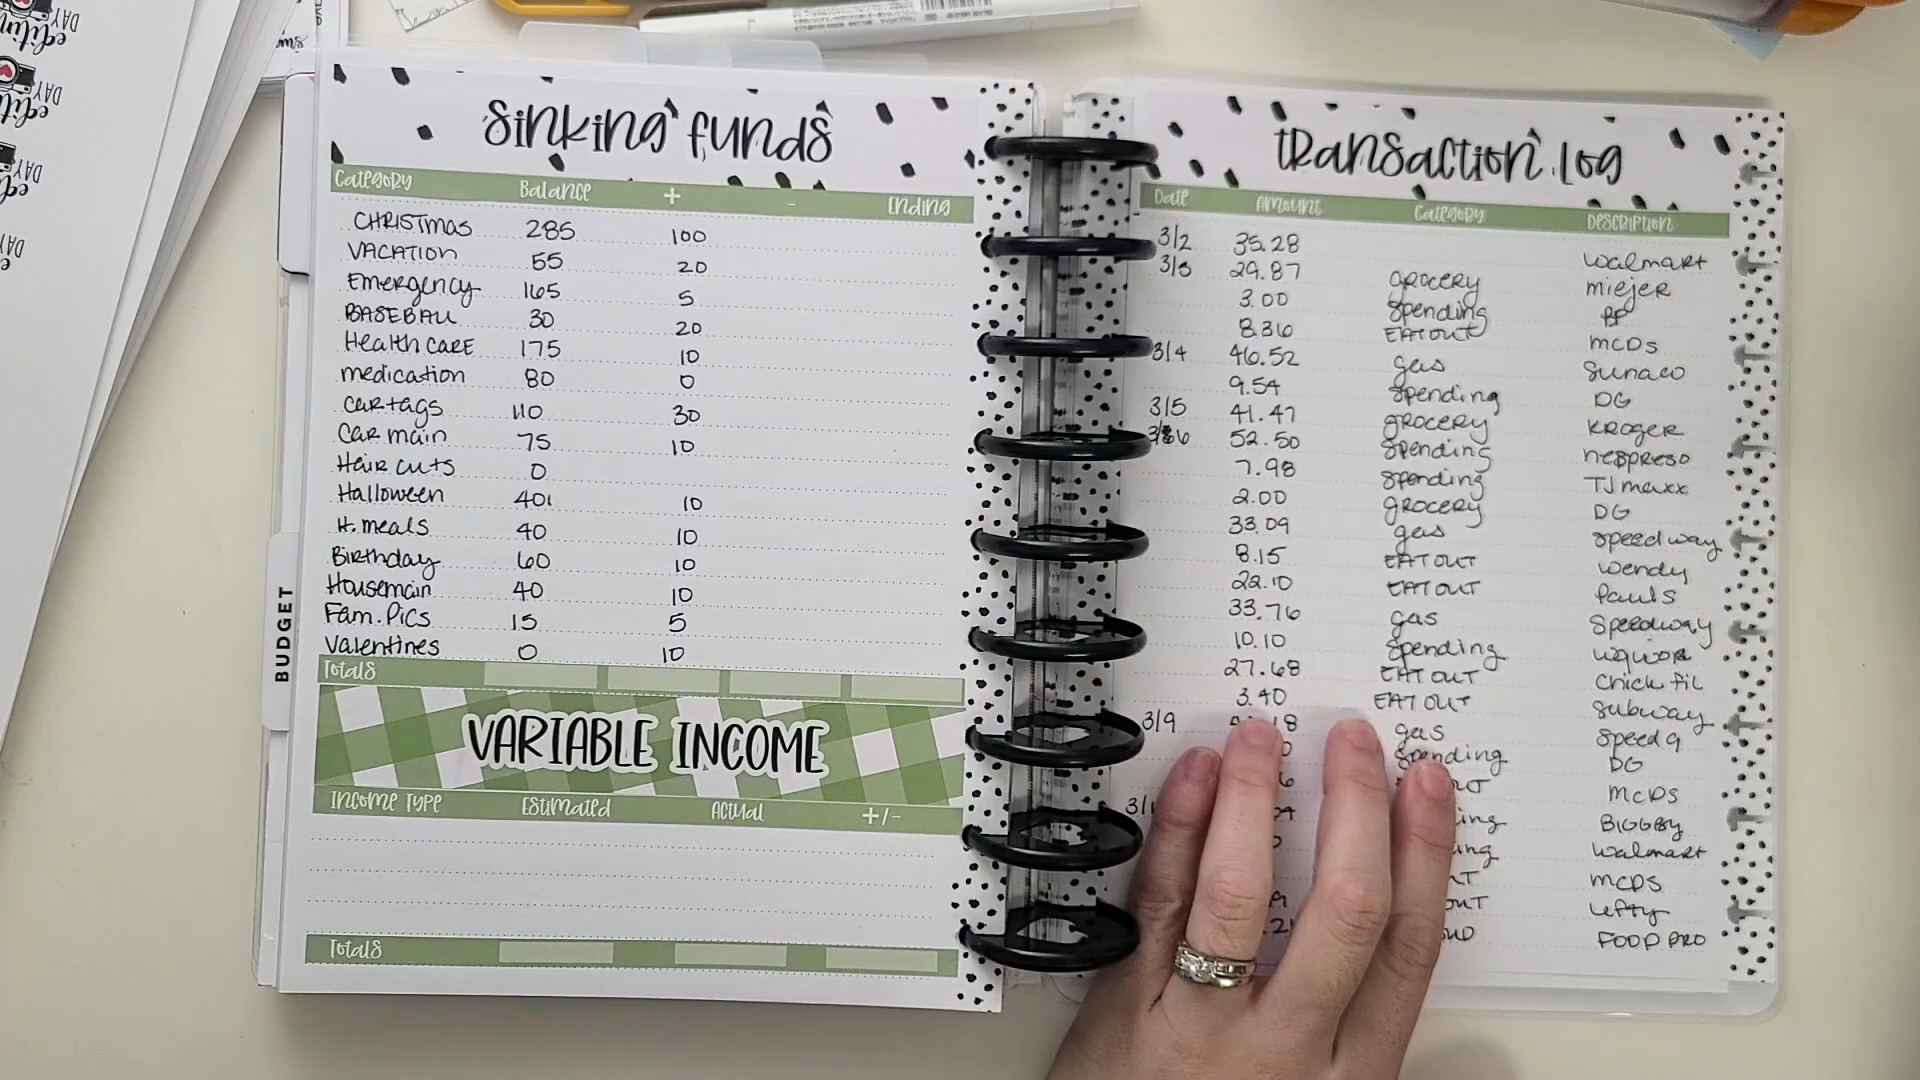 DAY
DAY
BUDGET
sinking funds
Category Balance + - Ending
CHRISTMAS 285 100
VACATION 55 20
Emergency 165 5
BASEBALL 30 20
Health CARE 175 10
medication 80 0
car tags 110 30
car main 75 10
Hair cuts 0
Halloween 40 10
H. meals 40 10
Birthday 60 10
Housemain 40 10
Fam. Pics 15 5
Valentines 0 10
Totals
VARIABLE INCOME
Income Type Estimated Actual +/-
Totals
transaction log
Date Amount Category Description
3/2 35.28 walmart
3/3 29.87 grocery miejer
3.00 spending BP
8.36 EAT OUT MCDS
3/4 46.52 gas sunaco
9.54 spending DG
3/5 41.47 grocery KROGER
52.50 spending nespreso
7.98 spending TJ maxx
2.00 grocery DG
33.09 gas speedway
8.15 EAT OUT wendy
22.10 EAT OUT Pauls
33.76 gas Speedway
10.10 spending
27.68 EAT OUT Chick fil
3.40 EAT OUT subway
3/9 gas
spending DG
MCDS
BIGGBY
walmart
MCDS
Lefty
FOOD PRO